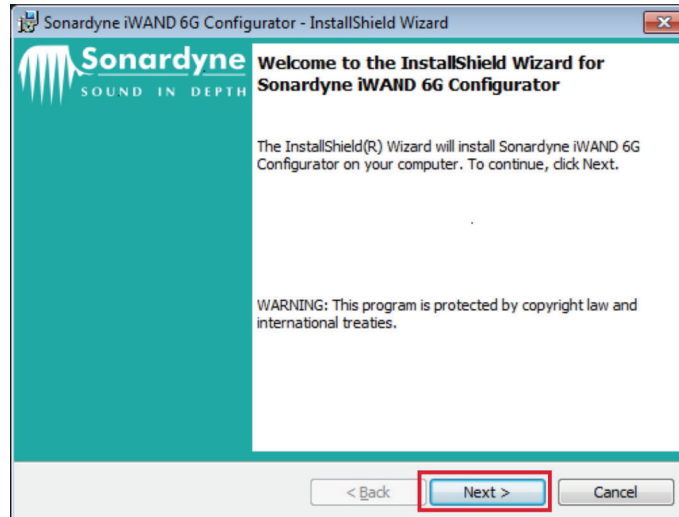 Sonardyne iWAND 6G Configurator - InstallShield Wizard
Sonardyne
SOUND IN DEPTH
Welcome to the InstallShield Wizard for
Sonardyne iWAND 6G Configurator
The InstallShield(R) Wizard will install Sonardyne iWAND 6G
Configurator on your computer. To continue, click Next.
.
WARNING: This program is protected by copyright law and
international treaties.
< Back
Next >
Cancel